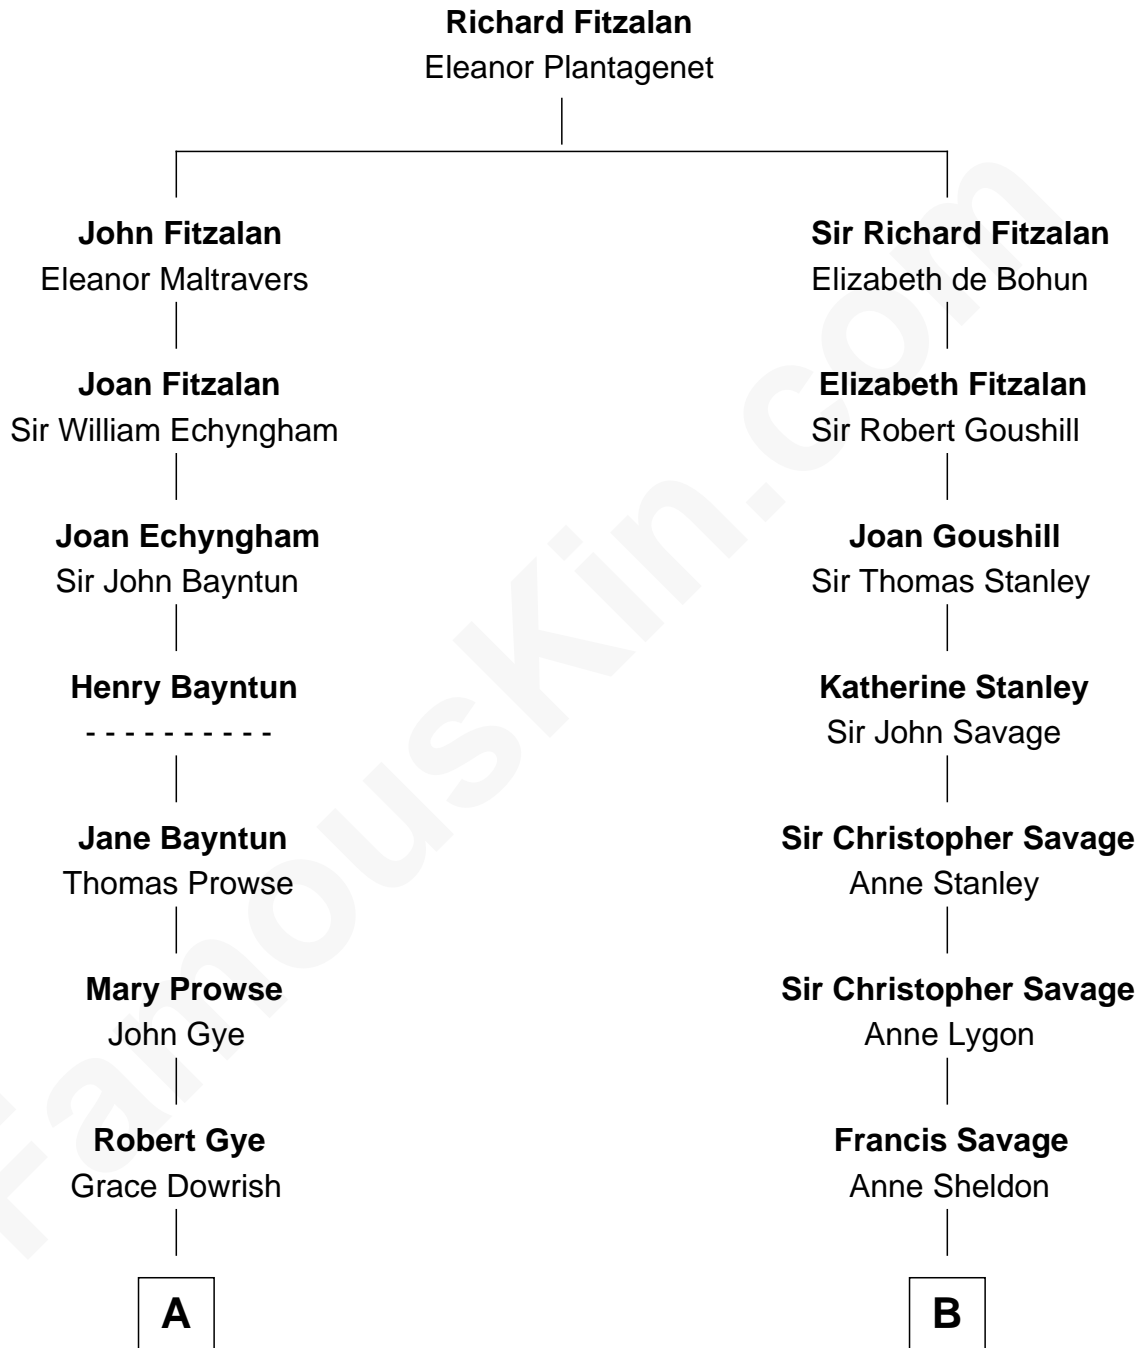 Richard Fitzalan
Eleanor Plantagenet
John Fitzalan
Eleanor Maltravers
Sir Richard Fitzalan
Elizabeth de Bohun
Joan Fitzalan
Sir William Echyngham
Elizabeth Fitzalan
Sir Robert Goushill
Joan Echyngham
Sir John Bayntun
Joan Goushill
Sir Thomas Stanley
Henry Bayntun
- - - - - - - - - -
Katherine Stanley
Sir John Savage
Jane Bayntun
Thomas Prowse
Sir Christopher Savage
Anne Stanley
Mary Prowse
John Gye
Sir Christopher Savage
Anne Lygon
Robert Gye
Grace Dowrish
Francis Savage
Anne Sheldon
A
B
FamousKin.com